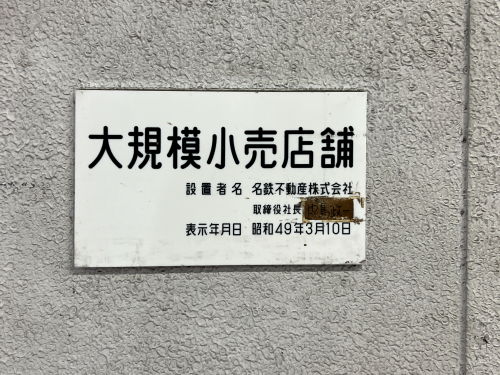 大規模小売店舗
設置者名 名鉄不動産株式会社
取締役社長
表示年月日 昭和49年3月10日